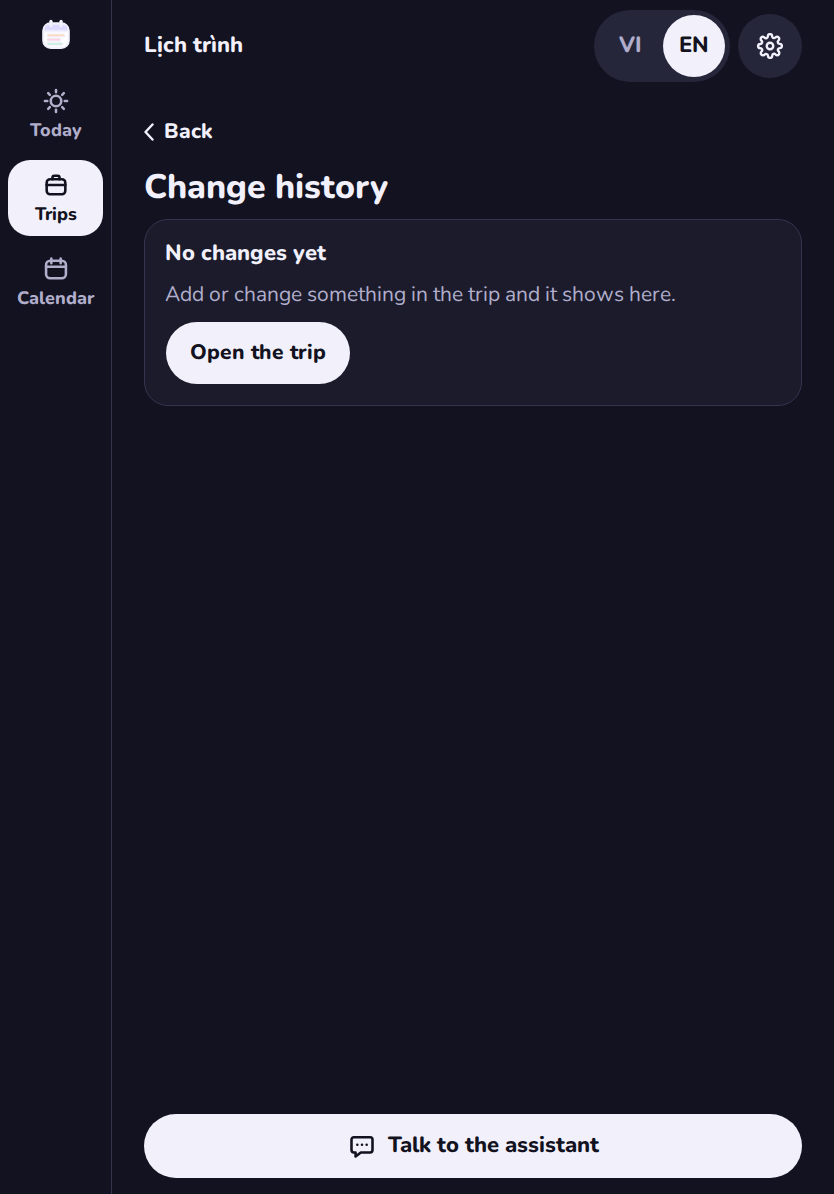 Lịch trình
VI
EN
Today
Trips
Calendar
Back
Change history
No changes yet
Add or change something in the trip and it shows here.
Open the trip
Talk to the assistant